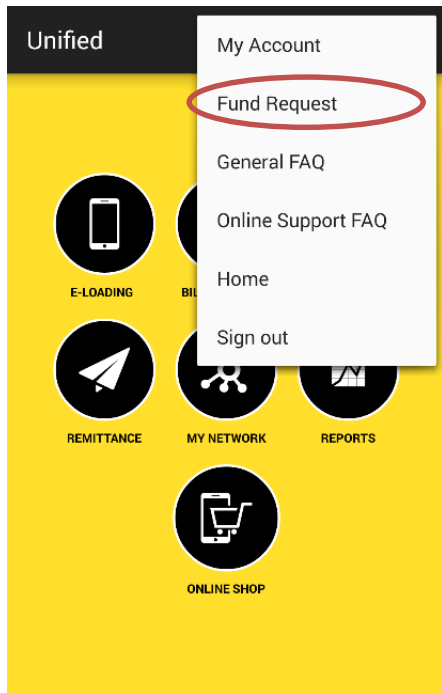 Unified
My Account
Fund Request
General FAQ
Online Support FAQ
Home
Sign out
E-LOADING
BIL
REMITTANCE
MY NETWORK
REPORTS
ONLINE SHOP